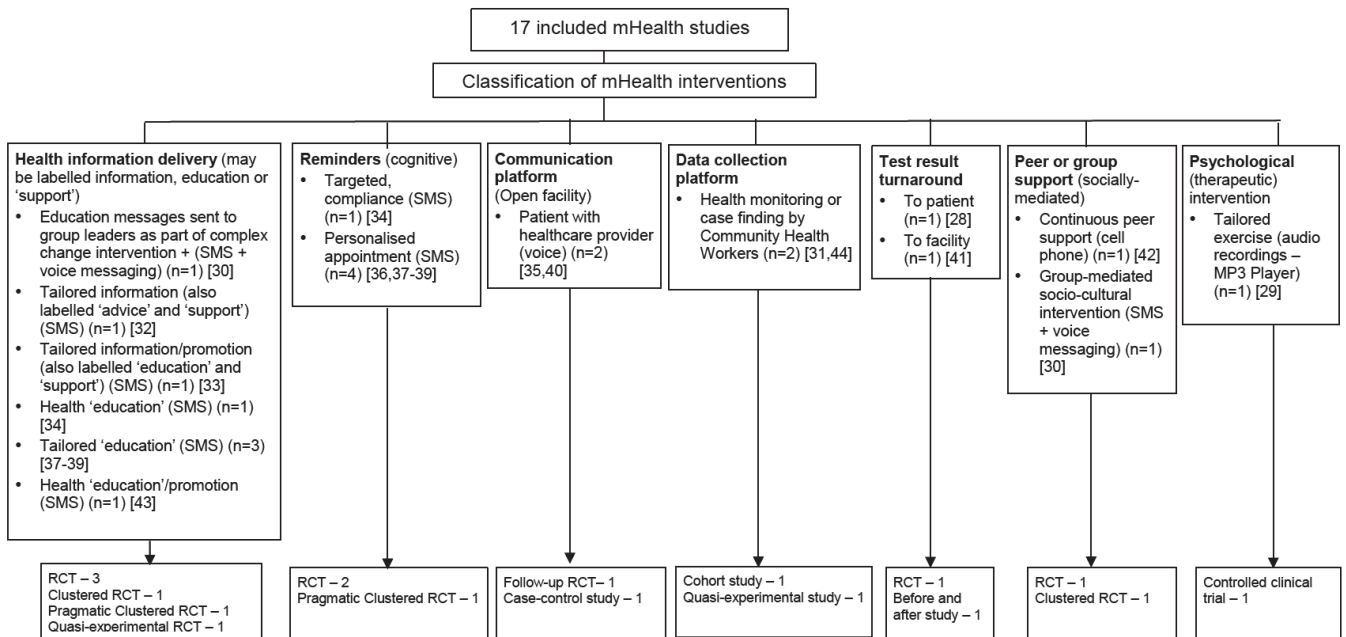 17 included mHealth studies
Classification of mHealth interventions
Health information delivery (may
be labelled information, education or
‘support’)
• Education messages sent to
group leaders as part of complex
change intervention + (SMS +
voice messaging) (n=1) [30]
• Tailored information (also
labelled ‘advice’ and ‘support’)
(SMS) (n=1) [32]
• Tailored information/promotion
(also labelled ‘education’ and
‘support’) (SMS) (n=1) [33]
• Health ‘education’ (SMS) (n=1)
[34]
• Tailored ‘education’ (SMS) (n=3)
[37-39]
• Health ‘education’/promotion
(SMS) (n=1) [43]
Reminders (cognitive)
• Targeted,
compliance (SMS)
(n=1) [34]
• Personalised
appointment (SMS)
(n=4) [36,37-39]
Communication
platform
(Open facility)
• Patient with
healthcare provider
(voice) (n=2)
[35,40]
Data collection
platform
• Health monitoring or
case finding by
Community Health
Workers (n=2) [31,44]
Test result
turnaround
• To patient
(n=1) [28]
• To facility
(n=1) [41]
Peer or group
support (socially-
mediated)
• Continuous peer
support (cell
phone) (n=1) [42]
• Group-mediated
socio-cultural
intervention (SMS
+ voice
messaging) (n=1)
[30]
Psychological
(therapeutic)
intervention
• Tailored
exercise (audio
recordings –
MP3 Player)
(n=1) [29]
RCT – 3
Clustered RCT – 1
Pragmatic Clustered RCT – 1
Quasi-experimental RCT – 1
RCT – 2
Pragmatic Clustered RCT – 1
Follow-up RCT– 1
Case-control study – 1
Cohort study – 1
Quasi-experimental study – 1
RCT – 1
Before and
after study – 1
RCT – 1
Clustered RCT – 1
Controlled clinical
trial – 1